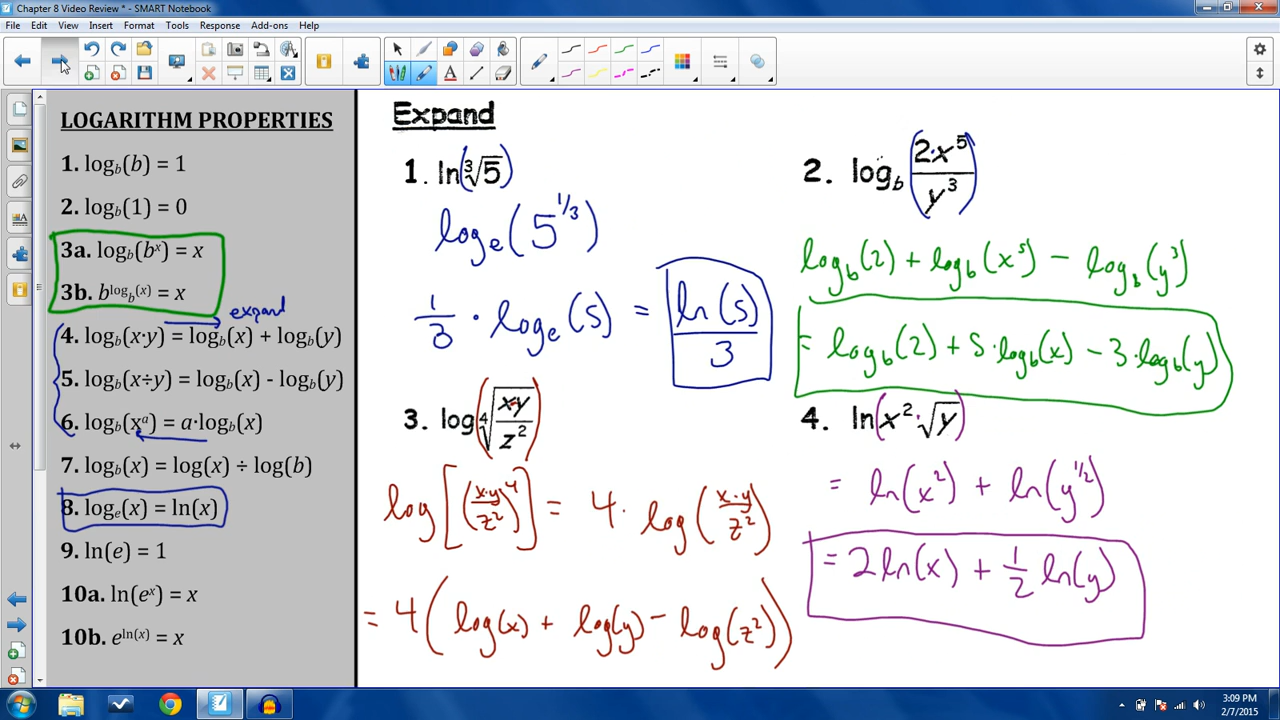 Chapter 8 Video Review * - SMART Notebook
File Edit View Insert Format Tools Response Add-ons Help
LOGARITHM PROPERTIES
1. log_b(b) = 1
2. log_b(1) = 0
3a. log_b(b^x) = x
3b. b^(log_b(x)) = x
expand
4. log_b(x·y) = log_b(x) + log_b(y)
5. log_b(x÷y) = log_b(x) - log_b(y)
6. log_b(x^a) = a·log_b(x)
7. log_b(x) = log(x) ÷ log(b)
8. log_e(x) = ln(x)
9. ln(e) = 1
10a. ln(e^x) = x
10b. e^(ln(x)) = x
Expand
1. ln(∛5)
log_e(5^(1/3))
1/3 · log_e(5) = ln(5)/3
2. log_b(2·x^5/y^3)
log_b(2) + log_b(x^5) - log_b(y^3)
= log_b(2) + 5·log_b(x) - 3·log_b(y)
3. log(∜(x·y/z^2))
log[(x·y/z^2)^4] = 4· log(x·y/z^2)
= 4(log(x) + log(y) - log(z^2))
4. ln(x^2·√y)
= ln(x^2) + ln(y^(1/2))
= 2ln(x) + 1/2 ln(y)
3:09 PM
2/7/2015